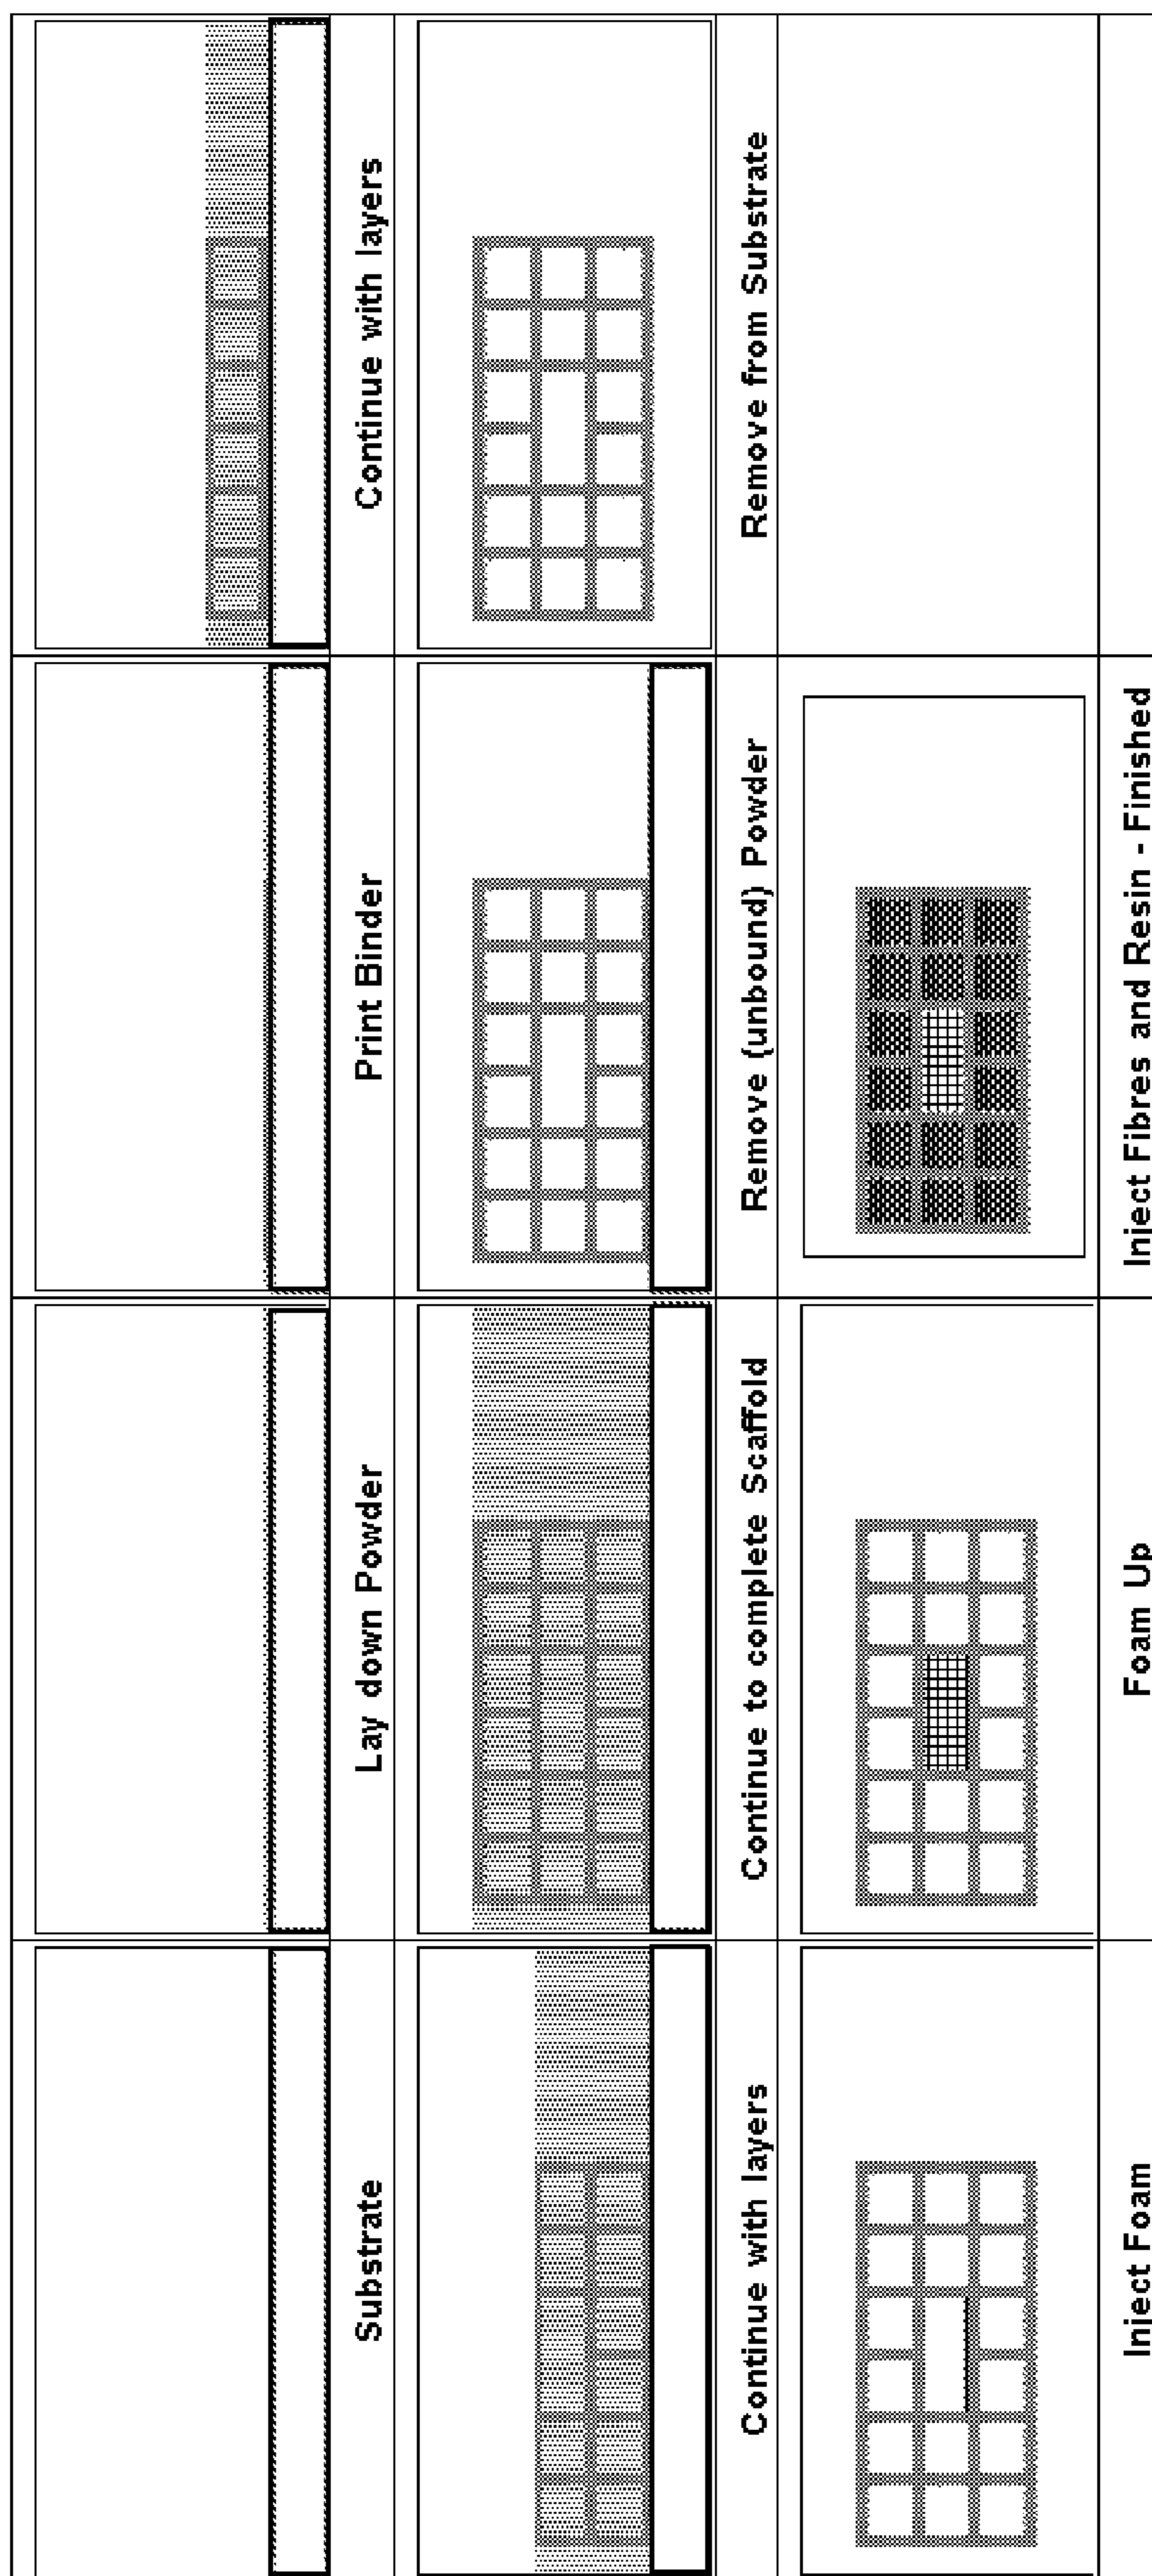 Substrate
Lay down Powder
Print Binder
Continue with layers
Continue with layers
Continue to complete Scaffold
Remove (unbound) Powder
Remove from Substrate
Inject Foam
Foam Up
Inject Fibres and Resin - Finished